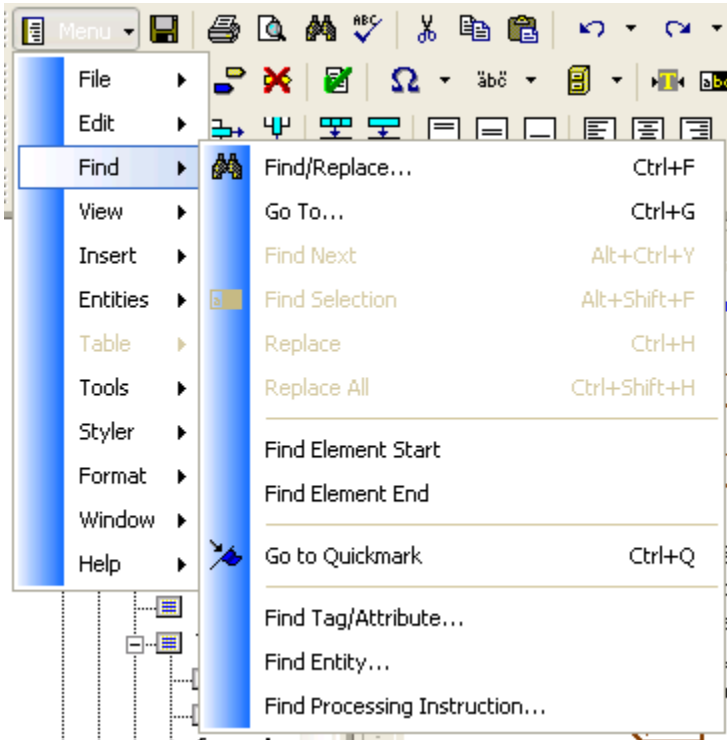 Menu
ABC
Ω
äbĉ
T
a
File
Edit
Find
View
Insert
Entities
Table
Tools
Styler
Format
Window
Help
Find/Replace... Ctrl+F
Go To... Ctrl+G
Find Next Alt+Ctrl+Y
Find Selection Alt+Shift+F
Replace Ctrl+H
Replace All Ctrl+Shift+H
Find Element Start
Find Element End
Go to Quickmark Ctrl+Q
Find Tag/Attribute...
Find Entity...
Find Processing Instruction...